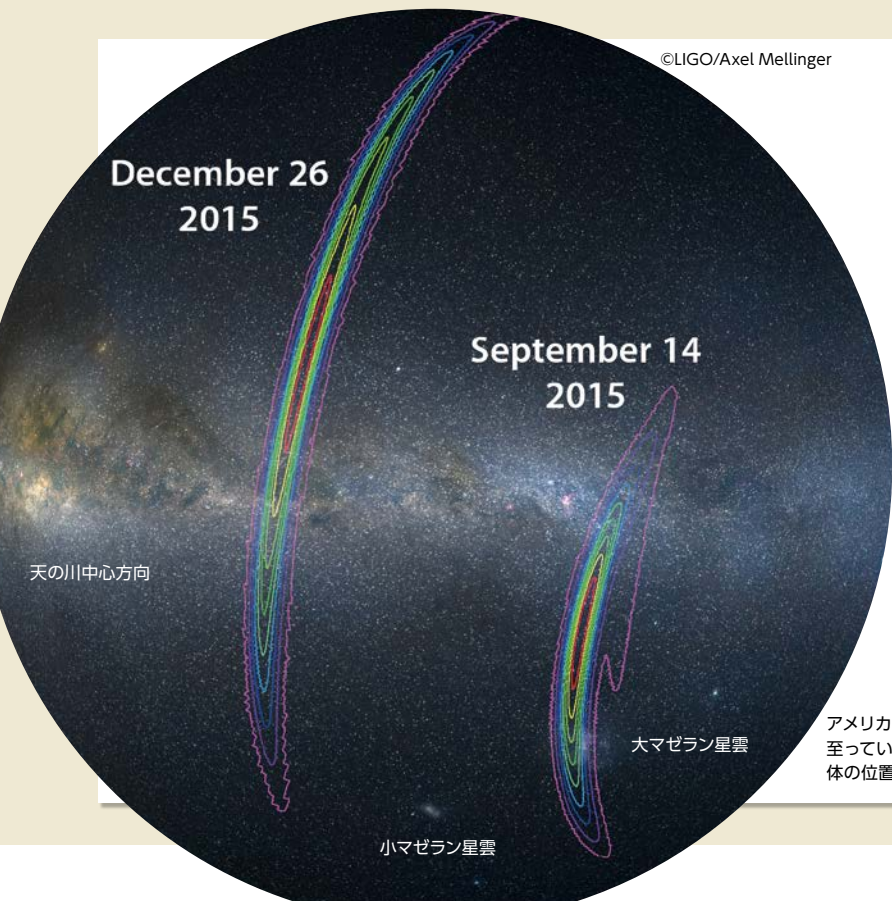 ©LIGO/Axel Mellinger
December 26
2015
September 14
2015
天の川中心方向
大マゼラン星雲
小マゼラン星雲
アメリカ
至ってい
体の位置